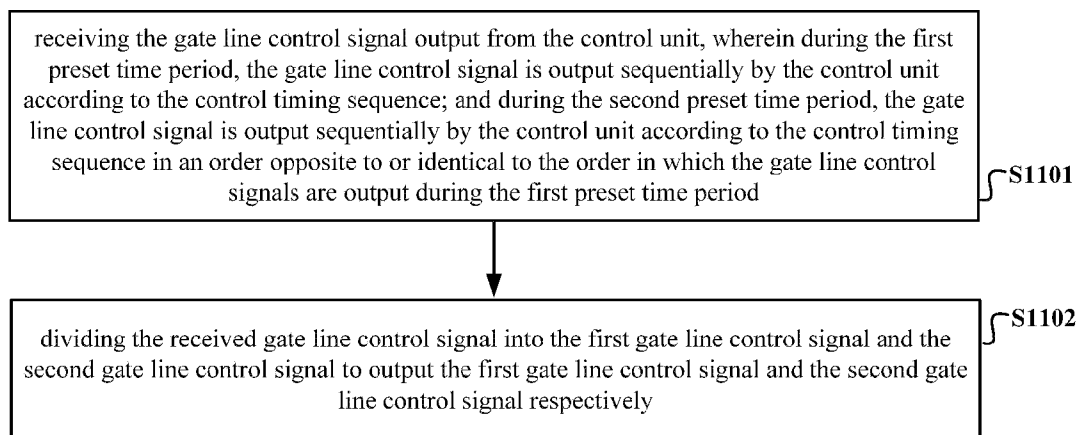 receiving the gate line control signal output from the control unit, wherein during the first
preset time period, the gate line control signal is output sequentially by the control unit
according to the control timing sequence; and during the second preset time period, the gate
line control signal is output sequentially by the control unit according to the control timing
sequence in an order opposite to or identical to the order in which the gate line control
signals are output during the first preset time period
S1101
S1102
dividing the received gate line control signal into the first gate line control signal and the
second gate line control signal to output the first gate line control signal and the second gate
line control signal respectively